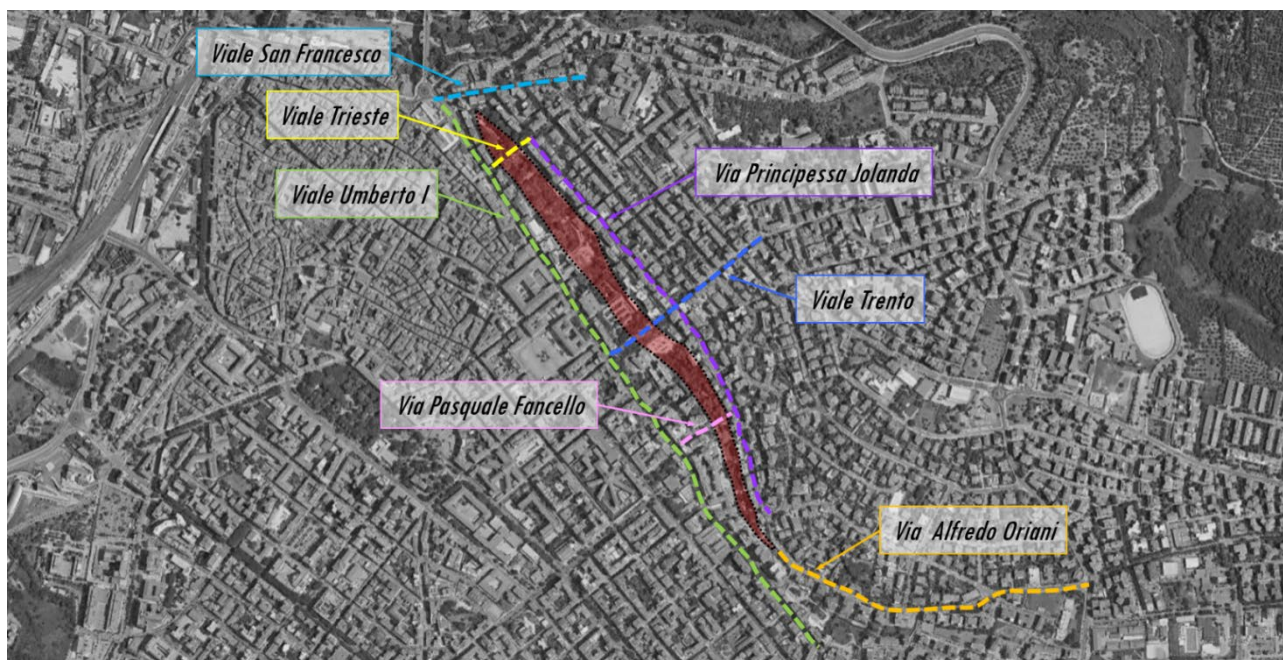 Viale San Francesco
Viale Trieste
Via Principessa Jolanda
Viale Umberto I
Viale Trento
Via Pasquale Fancello
Via Alfredo Oriani